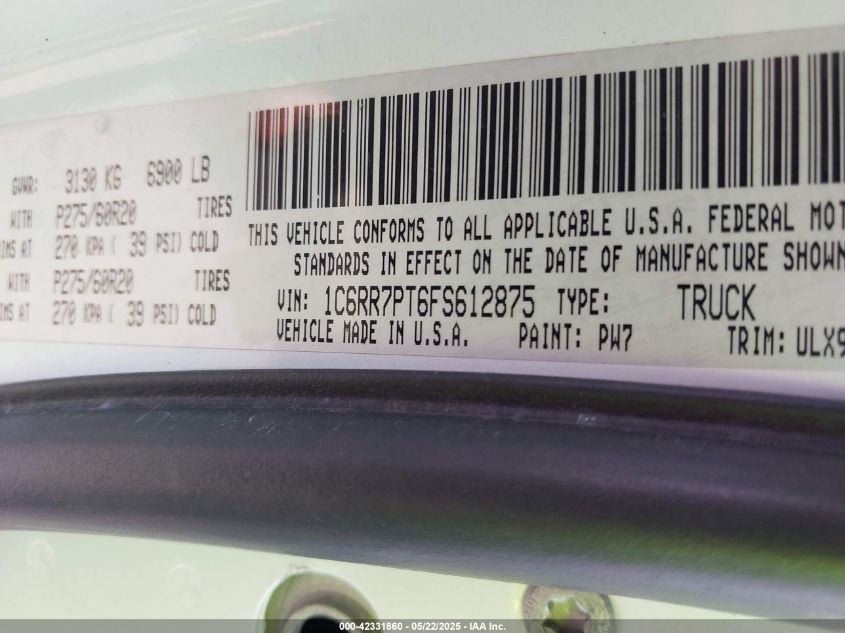 GVWR: 3130 KG 6900 LB
WITH P275/60R20 TIRES
IMS AT 270 KPA ( 39 PSI) COLD
WITH P275/60R20 TIRES
IMS AT 270 KPA ( 39 PSI) COLD
THIS VEHICLE CONFORMS TO ALL APPLICABLE U.S.A. FEDERAL MOT
STANDARDS IN EFFECT ON THE DATE OF MANUFACTURE SHOWN
VIN: 1C6RR7PT6FS612875 TYPE: TRUCK
VEHICLE MADE IN U.S.A. PAINT: PW7 TRIM: ULX9
000-42331860 - 05/22/2025 - IAA Inc.